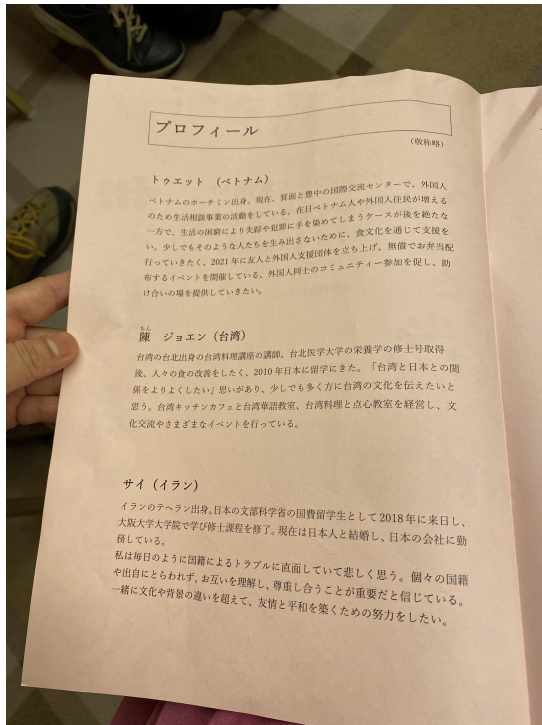 プロフィール
(敬称略)
トゥエット （ベトナム）
ベトナムのホーチミン出身。現在、箕面と豊中の国際交流センターで、外国人
のため生活相談事業の活動をしている。在日ベトナム人や外国人住民が増える
一方で、生活の困窮により失踪や犯罪に手を染めてしまうケースが後を絶たな
い。少しでもそのような人たちを生み出さないために、食文化を通じて支援を
行っていきたく、2021年に友人と外国人支援団体を立ち上げ、無償でお弁当配
布するイベントを開催している。外国人同士のコミュニティー参加を促し、助
け合いの場を提供していきたい。
ちん
陳 ジョエン（台湾）
台湾の台北出身の台湾料理講座の講師。台北医学大学の栄養学の修士号取得
後、人々の食の改善をしたく、2010年日本に留学にきた。「台湾と日本との関
係をよりよくしたい」思いがあり、少しでも多く方に台湾の文化を伝えたいと
思う。台湾キッチンカフェと台湾華語教室、台湾料理と点心教室を経営し、文
化交流やさまざまなイベントを行っている。
サイ（イラン）
イランのテヘラン出身。日本の文部科学省の国費留学生として2018年に来日し、
大阪大学大学院で学び修士課程を修了。現在は日本人と結婚し、日本の会社に勤
務している。
私は毎日のように国籍によるトラブルに直面していて悲しく思う。個々の国籍
や出自にとらわれず、お互いを理解し、尊重し合うことが重要だと信じている。
一緒に文化や背景の違いを超えて、友情と平和を築くための努力をしたい。